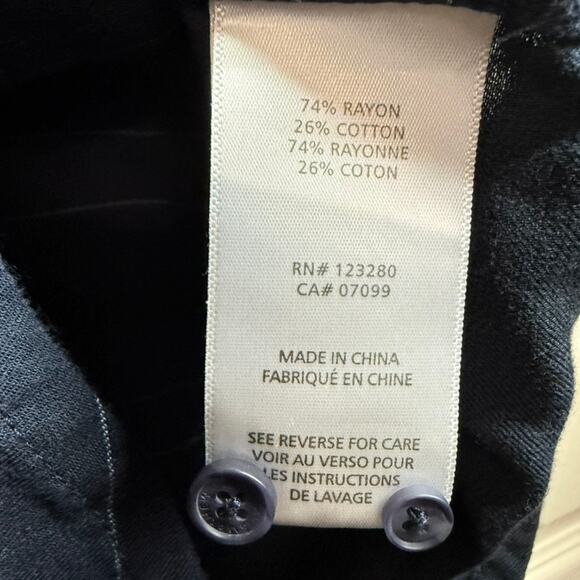 74% RAYON
26% COTTON
74% RAYONNE
26% COTON
RN# 123280
CA# 07099
MADE IN CHINA
FABRIQUÉ EN CHINE
SEE REVERSE FOR CARE
VOIR AU VERSO POUR
LES INSTRUCTIONS
DE LAVAGE